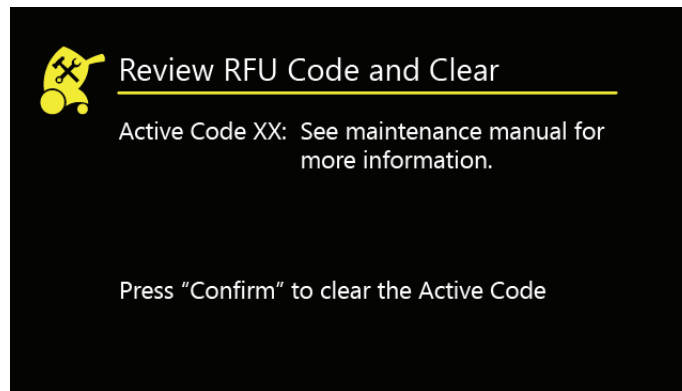 Review RFU Code and Clear
Active Code XX: See maintenance manual for
more information.
Press “Confirm” to clear the Active Code